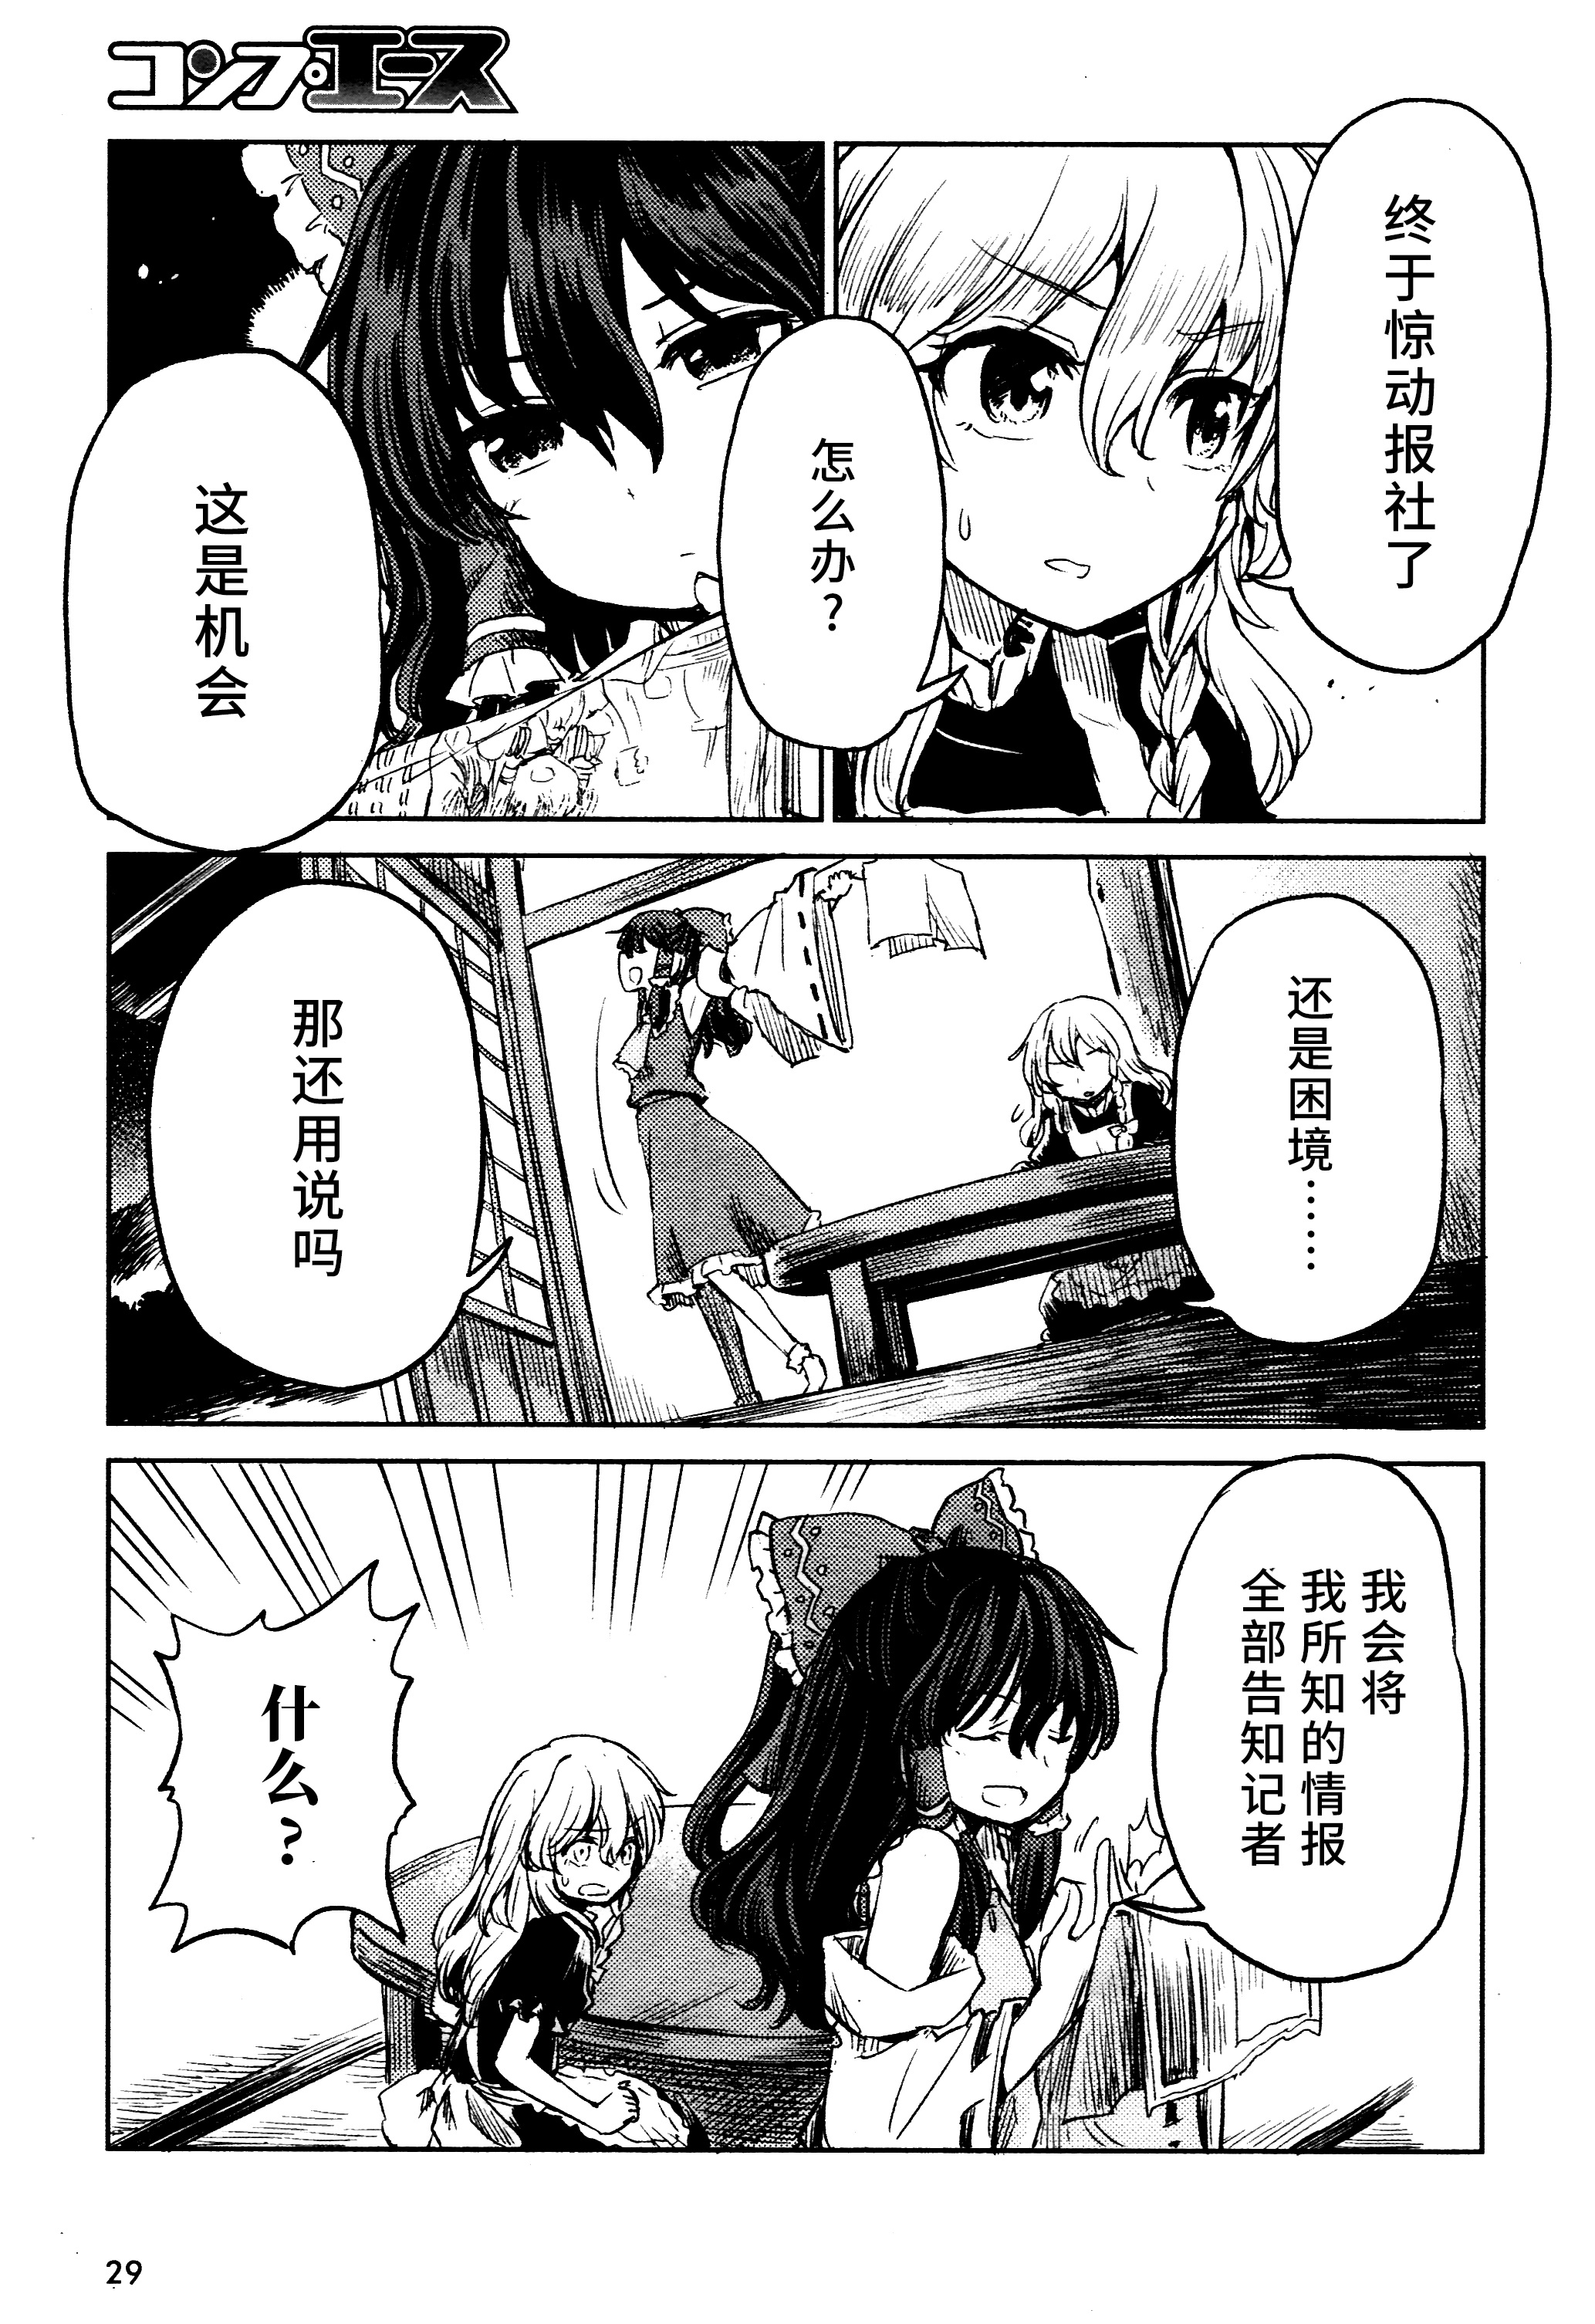 コンプ・エース
终于惊动报社了
怎么办?
这是机会
还是困境……
那还用说吗
我会将
我所知的情报
全部告知记者
什么?
29